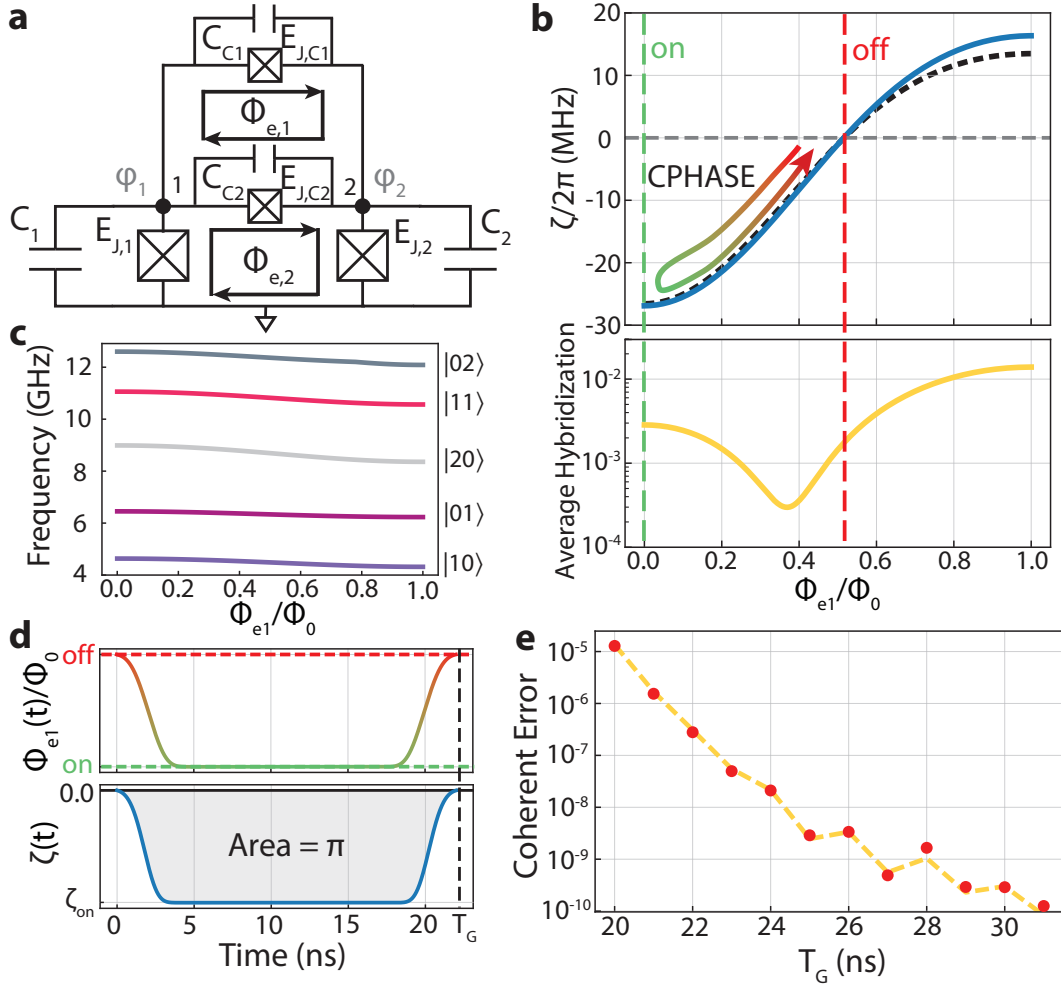 a
C_C1 E_J,C1
Φ_e,1
C_C2 E_J,C2
φ_1 1 2 φ_2
C_1 E_J,1 E_J,2 C_2
Φ_e,2
b
on off
ζ/2π (MHz)
20
10
0
-10
-20
-30
CPHASE
Average Hybridization
10^-2
10^-3
10^-4
0.0 0.2 0.4 0.6 0.8 1.0
Φ_e1/Φ_0
c
Frequency (GHz)
12
10
8
6
4
|02⟩
|11⟩
|20⟩
|01⟩
|10⟩
0.0 0.2 0.4 0.6 0.8 1.0
Φ_e1/Φ_0
d
Φ_e1(t)/Φ_0
off
on
ζ(t)
0.0
ζ_on
Area = π
0 5 10 15 20 T_G
Time (ns)
e
Coherent Error
10^-5
10^-6
10^-7
10^-8
10^-9
10^-10
20 22 24 26 28 30
T_G (ns)